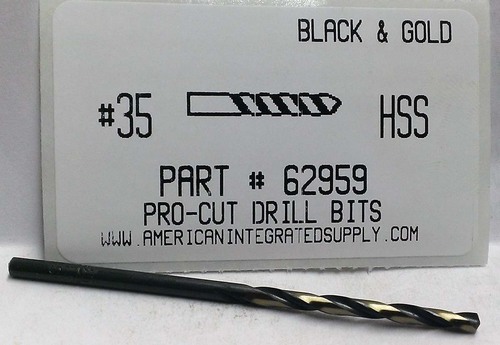 BLACK & GOLD
#35 HSS
PART # 62959
PRO-CUT DRILL BITS
WWW.AMERICANINTEGRATEDSUPPLY.COM